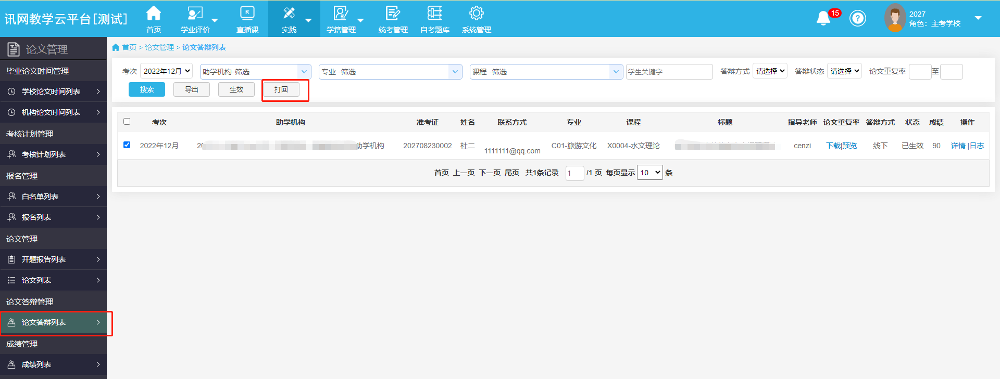 讯网教学云平台[测试]
首页
学业评价
直播课
实践
学籍管理
统考管理
自考题库
系统管理
15
2027
角色：主考学校
论文管理
毕业论文时间管理
学校论文时间列表
机构论文时间列表
考核计划管理
考核计划列表
报名管理
白名单列表
报名列表
论文管理
开题报告列表
论文列表
论文答辩管理
论文答辩列表
成绩管理
成绩列表
首页 > 论文管理 > 论文答辩列表
考次 2022年12月 助学机构-筛选 专业 -筛选 课程 -筛选 学生关键字 答辩方式 请选择 答辩状态 请选择 论文重复率 至
搜索 导出 生效 打回
考次 助学机构 准考证 姓名 联系方式 专业 课程 标题 指导老师 论文重复率 答辩方式 状态 成绩 操作
2022年12月 20 助学机构 202708230002 杜二 1111111@qq.com C01-旅游文化 X0004-水文理论 cenzi 下载|预览 线下 已生效 90 详情 |日志
首页 上一页 下一页 尾页 共1条记录 1 /1 页 每页显示 10 条